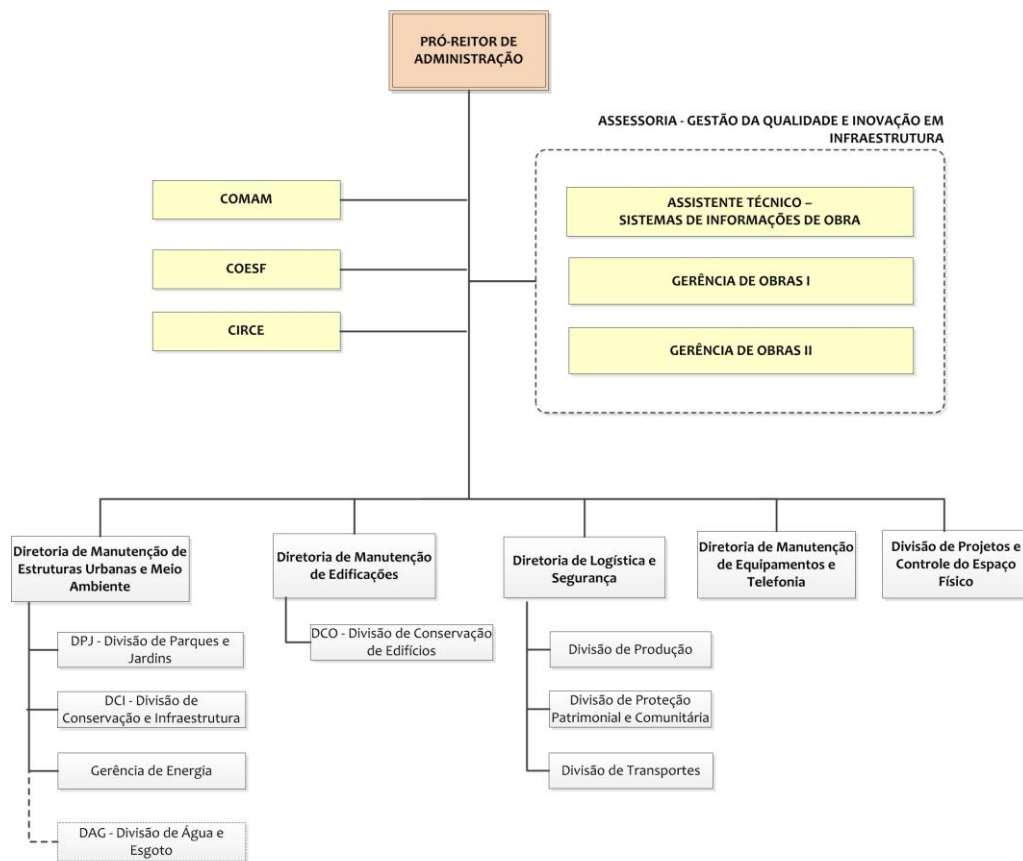 PRÓ-REITOR DE
ADMINISTRAÇÃO
ASSESSORIA - GESTÃO DA QUALIDADE E INOVAÇÃO EM
INFRAESTRUTURA
COMAM
COESF
CIRCE
ASSISTENTE TÉCNICO –
SISTEMAS DE INFORMAÇÕES DE OBRA
GERÊNCIA DE OBRAS I
GERÊNCIA DE OBRAS II
Diretoria de Manutenção de
Estruturas Urbanas e Meio
Ambiente
DPJ - Divisão de Parques e
Jardins
DCI - Divisão de
Conservação e Infraestrutura
Gerência de Energia
DAG - Divisão de Água e
Esgoto
Diretoria de Manutenção
de Edificações
DCO - Divisão de Conservação
de Edifícios
Diretoria de Logística e
Segurança
Divisão de Produção
Divisão de Proteção
Patrimonial e Comunitária
Divisão de Transportes
Diretoria de Manutenção
de Equipamentos e
Telefonia
Divisão de Projetos e
Controle do Espaço
Físico